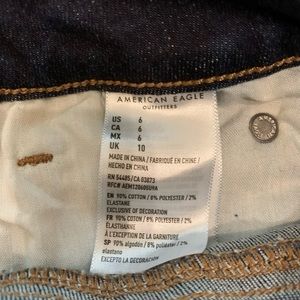 AMERICAN EAGLE
OUTFITTERS
US 6
CA 6
MX 6
UK 10
MADE IN CHINA / FABRIQUÉ EN
CHINE / HECHO EN CHINA
RN 54485/CA 03873
EN 90% COTTON / 8% POLYESTER / 2%
ELASTANE
EXCLUSIVE OF DECORATION
FR 90% COTON / 8% POLYESTER / 2%
ÉLASTHANNE
À L'EXCEPTION DE LA GARNITURE
SP 90% algodón / 8% poliéster / 2%
elastano
EXCEPTO LA DECORACIÓN